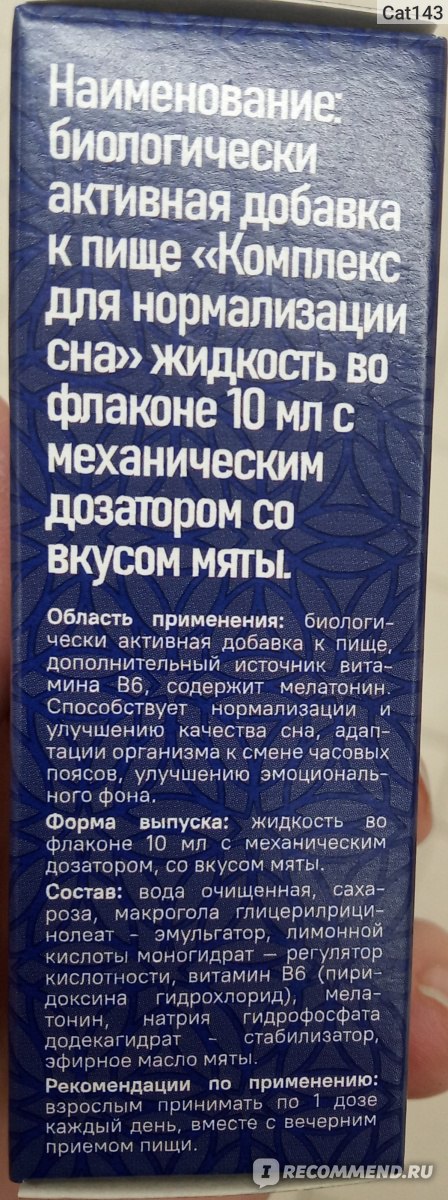 Cat143
Наименование:
биологически
активная добавка
к пище «Комплекс
для нормализации
сна» жидкость во
флаконе 10 мл с
механическим
дозатором со
вкусом мяты.
Область применения: биологи-
чески активная добавка к пище,
дополнительный источник вита-
мина В6, содержит мелатонин.
Способствует нормализации и
улучшению качества сна, адап-
тации организма к смене часовых
поясов, улучшению эмоциональ-
ного фона.
Форма выпуска: жидкость во
флаконе 10 мл с механическим
дозатором, со вкусом мяты.
Состав: вода очищенная, саха-
роза, макрогола глицерилрици-
нолеат - эмульгатор, лимонной
кислоты моногидрат – регулятор
кислотности, витамин В6 (пири-
доксина гидрохлорид), мела-
тонин, натрия гидрофосфата
додекагидрат - стабилизатор,
эфирное масло мяты.
Рекомендации по применению:
взрослым принимать по 1 дозе
каждый день, вместе с вечерним
приемом пищи.
I RECOMMEND.RU